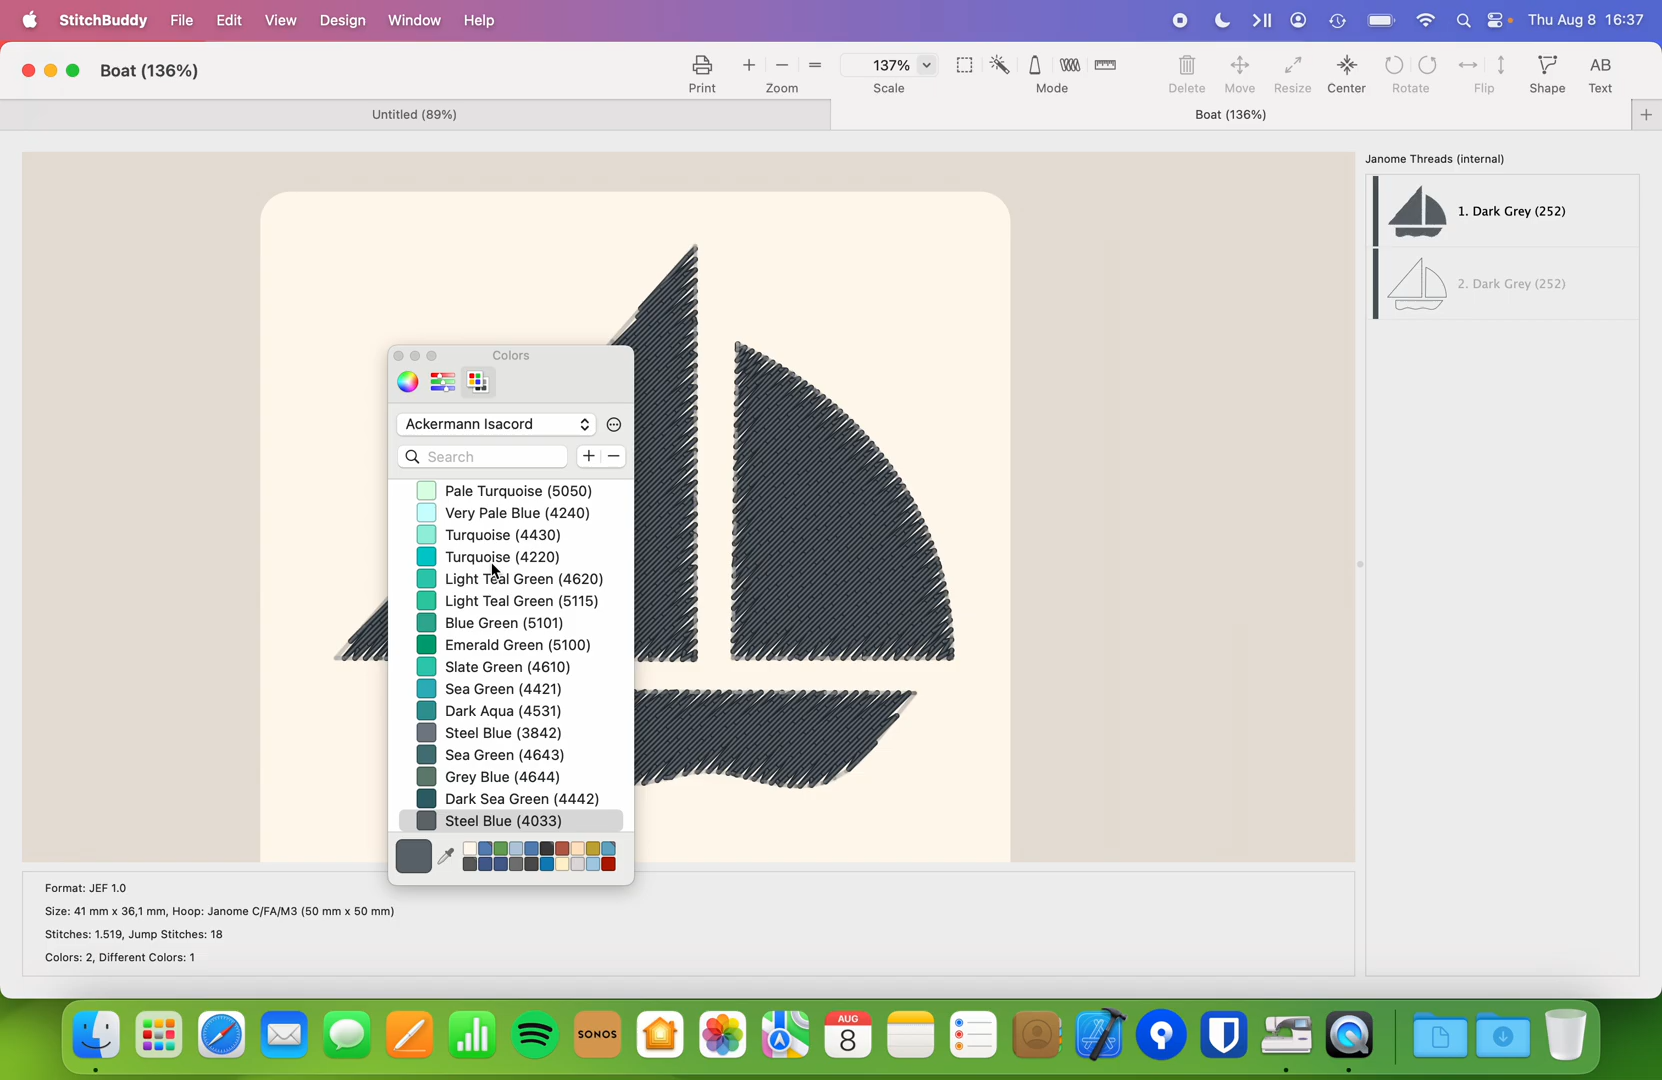 StitchBuddy File Edit View Design Window Help Thu Aug 8 16:37
Boat (136%)
137%
Print Zoom Scale Mode Delete Move Resize Center Rotate Flip Shape Text
AB
Untitled (89%) Boat (136%)
Janome Threads (internal)
1. Dark Grey (252)
2. Dark Grey (252)
Colors
Ackermann Isacord
Search
Pale Turquoise (5050)
Very Pale Blue (4240)
Turquoise (4430)
Turquoise (4220)
Light Teal Green (4620)
Light Teal Green (5115)
Blue Green (5101)
Emerald Green (5100)
Slate Green (4610)
Sea Green (4421)
Dark Aqua (4531)
Steel Blue (3842)
Sea Green (4643)
Grey Blue (4644)
Dark Sea Green (4442)
Steel Blue (4033)
Format: JEF 1.0
Size: 41 mm x 36,1 mm, Hoop: Janome C/FA/M3 (50 mm x 50 mm)
Stitches: 1.519, Jump Stitches: 18
Colors: 2, Different Colors: 1
SONOS
AUG
8